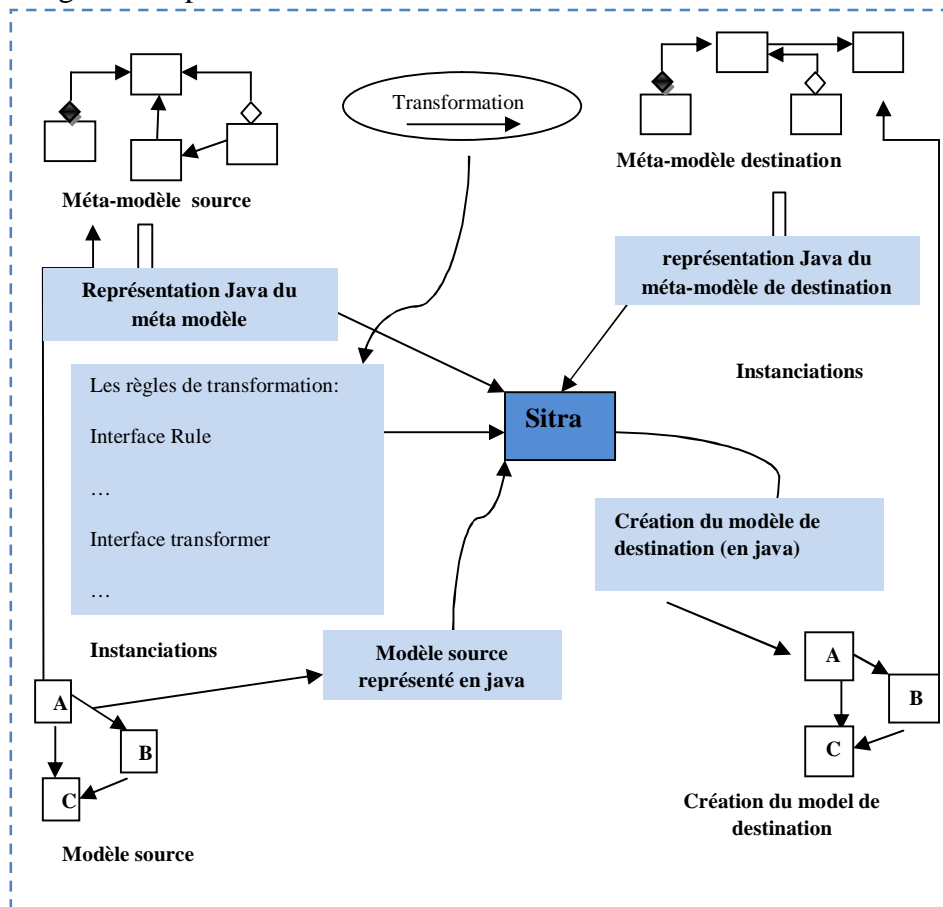 Transformation
Méta-modèle source
Méta-modèle destination
Représentation Java du
méta modèle
représentation Java du
méta-modèle de destination
Les règles de transformation:
Interface Rule
…
Interface transformer
…
Sitra
Instanciations
Création du modèle de
destination (en java)
Instanciations
Modèle source
représenté en java
A
B
C
Modèle source
A
B
C
Création du model de
destination